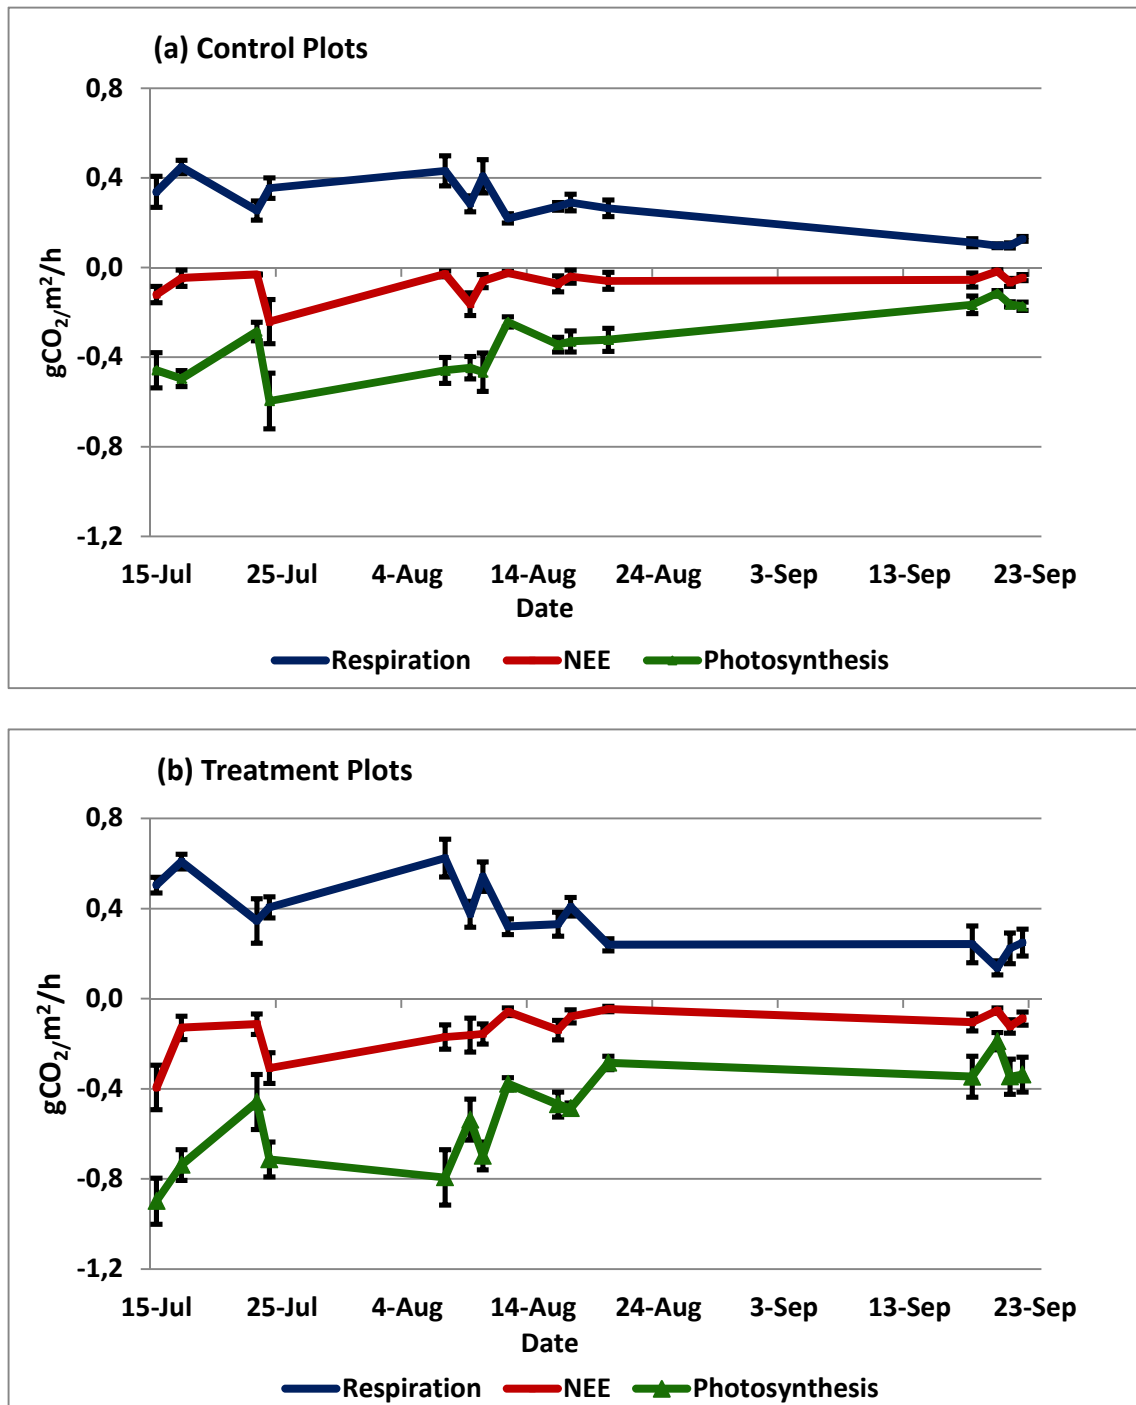 (a) Control Plots
0,8
0,4
0,0
-0,4
-0,8
-1,2
gCO₂/m²/h
15-Jul 25-Jul 4-Aug 14-Aug 24-Aug 3-Sep 13-Sep 23-Sep
Date
Respiration NEE Photosynthesis
(b) Treatment Plots
0,8
0,4
0,0
-0,4
-0,8
-1,2
gCO₂/m²/h
15-Jul 25-Jul 4-Aug 14-Aug 24-Aug 3-Sep 13-Sep 23-Sep
Date
Respiration NEE Photosynthesis